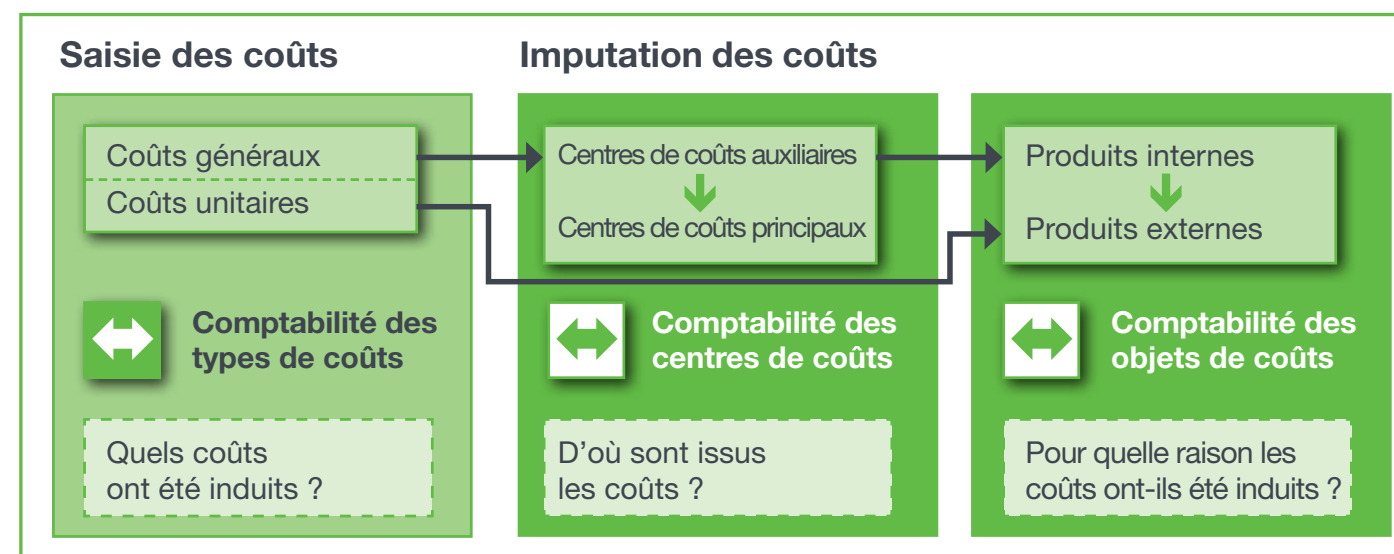 Saisie des coûts
Imputation des coûts
Coûts généraux
Coûts unitaires
Centres de coûts auxiliaires
Centres de coûts principaux
Produits internes
Produits externes
Comptabilité des
types de coûts
Comptabilité des
centres de coûts
Comptabilité des
objets de coûts
Quels coûts
ont été induits ?
D’où sont issus
les coûts ?
Pour quelle raison les
coûts ont-ils été induits ?